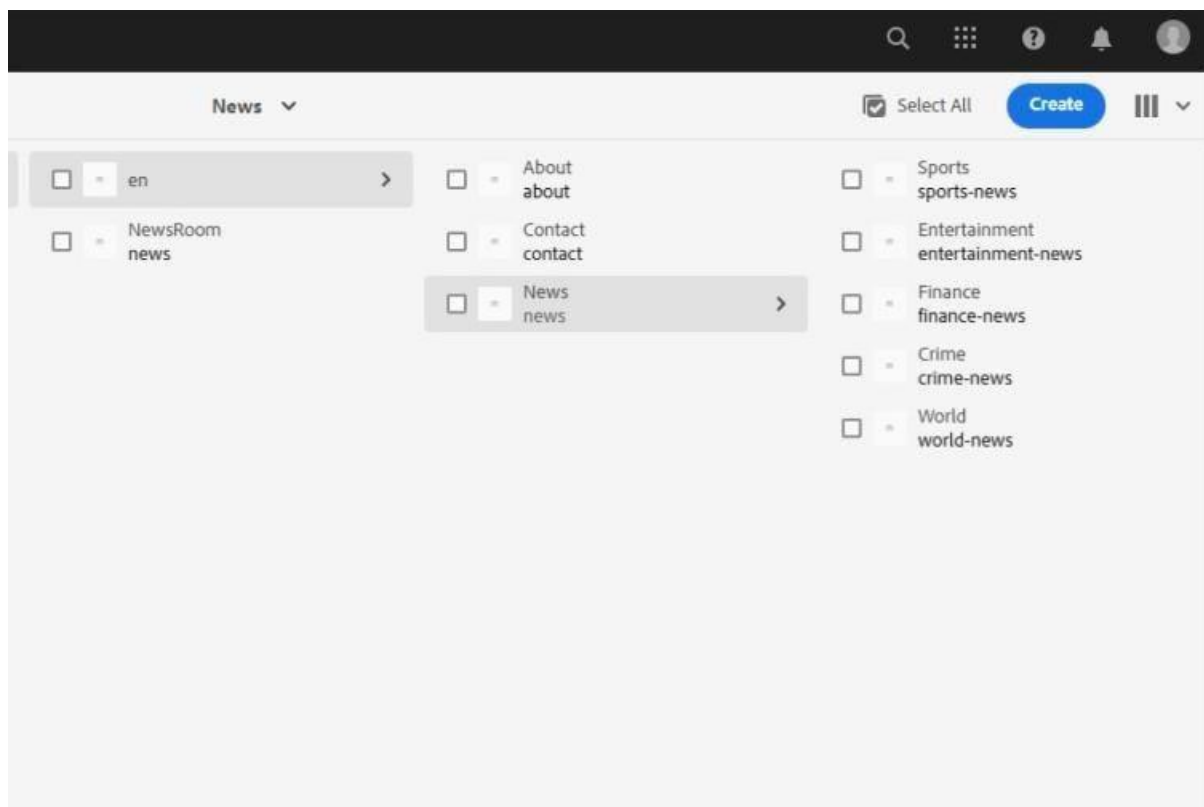 News
Select All
Create
en
NewsRoom
news
About
about
Contact
contact
News
news
Sports
sports-news
Entertainment
entertainment-news
Finance
finance-news
Crime
crime-news
World
world-news